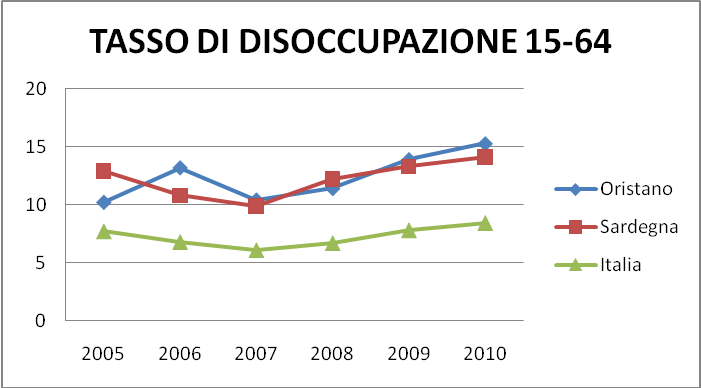 TASSO DI DISOCCUPAZIONE 15-64
20
15
10
5
0
2005 2006 2007 2008 2009 2010
Oristano
Sardegna
Italia